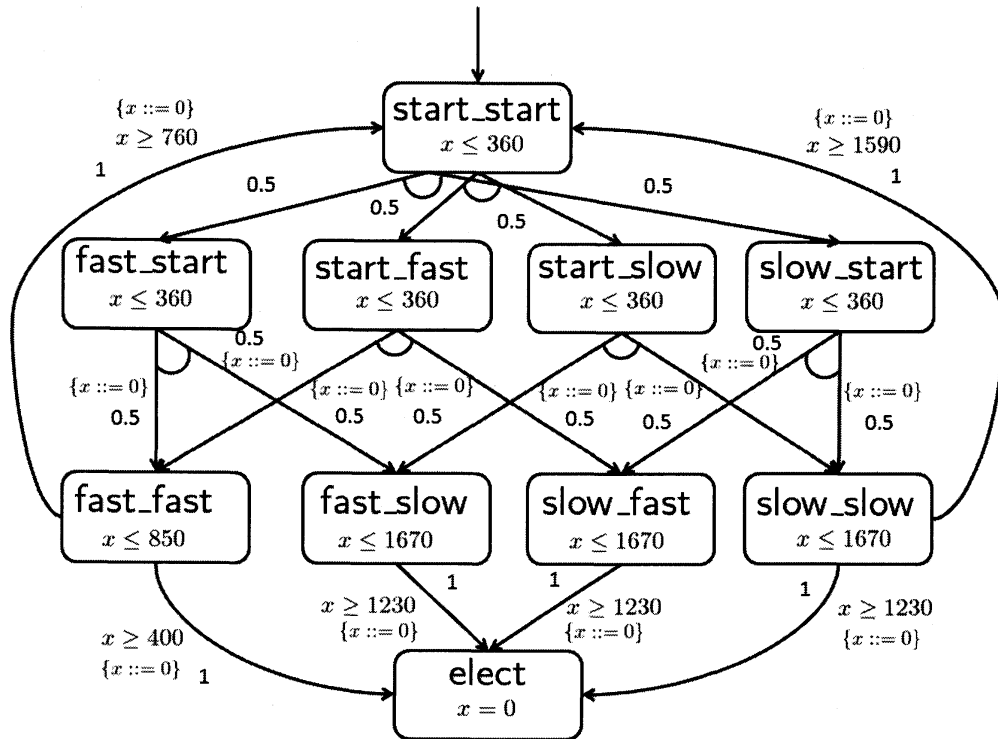 start_start
x ≤ 360
{x ::= 0}
x ≥ 760
1
{x ::= 0}
x ≥ 1590
1
0.5
0.5
0.5
0.5
fast_start
x ≤ 360
start_fast
x ≤ 360
start_slow
x ≤ 360
slow_start
x ≤ 360
0.5
{x ::= 0}
0.5
{x ::= 0}
{x ::= 0}
0.5
{x ::= 0}
0.5
{x ::= 0}
0.5
{x ::= 0}
0.5
{x ::= 0}
0.5
{x ::= 0}
0.5
fast_fast
x ≤ 850
fast_slow
x ≤ 1670
slow_fast
x ≤ 1670
slow_slow
x ≤ 1670
x ≥ 400
{x ::= 0}
1
1
x ≥ 1230
{x ::= 0}
1
x ≥ 1230
{x ::= 0}
1
x ≥ 1230
{x ::= 0}
elect
x = 0